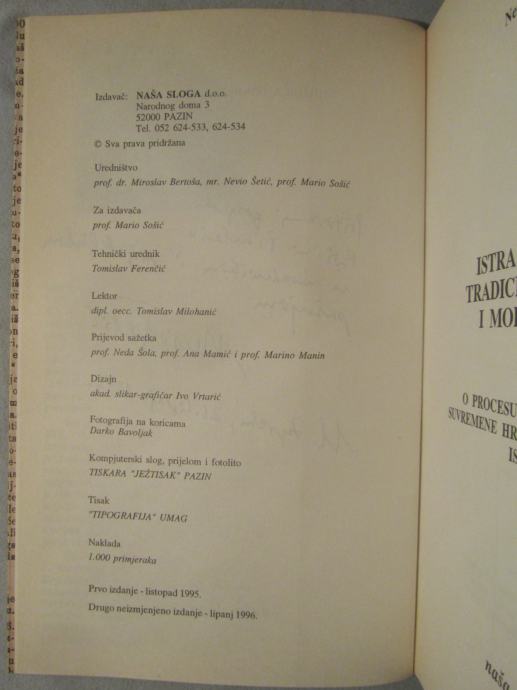 Izdavač: NAŠA SLOGA d.o.o.
Narodnog doma 3
52000 PAZIN
Tel. 052 624-533, 624-534
© Sva prava pridržana
Uredništvo
prof. dr. Miroslav Bertoša, mr. Nevio Šetić, prof. Mario Sošić
Za izdavača
prof. Mario Sošić
Tehnički urednik
Tomislav Ferenčić
Lektor
dipl. oecc. Tomislav Milohanić
Prijevod sažetka
prof. Neda Šola, prof. Ana Mamić i prof. Marino Manin
Dizajn
akad. slikar-grafičar Ivo Vrtarić
Fotografija na koricama
Darko Bavoljak
Kompjuterski slog, prijelom i fotolito
TISKARA "JEŽTISAK" PAZIN
Tisak
"TIPOGRAFIJA" UMAG
Naklada
1.000 primjeraka
Prvo izdanje - listopad 1995.
Drugo neizmjenjeno izdanje - lipanj 1996.
Ne
ISTRA
TRADIC
I MO
O PROCESU
SUVREMENE HR
IS
naša